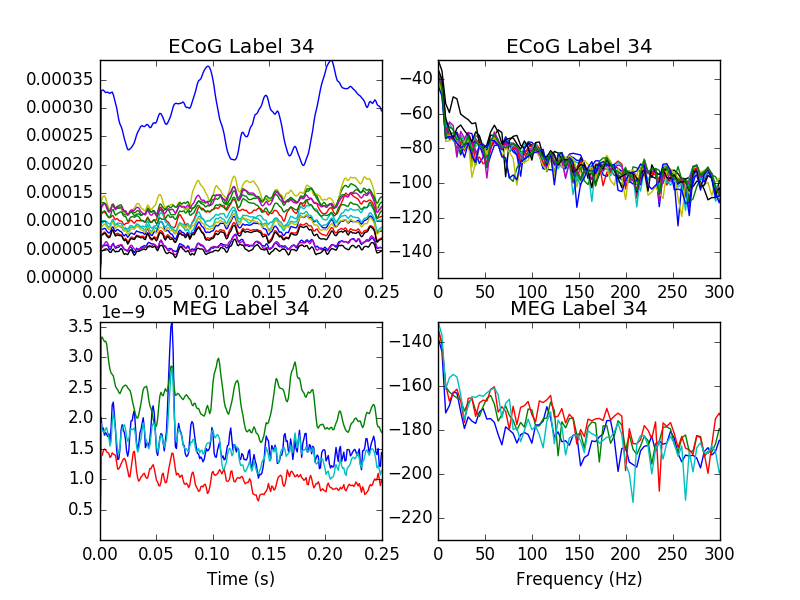 ECoG Label 34
0.00035
0.00030
0.00025
0.00020
0.00015
0.00010
0.00005
0.00000
0.00 0.05 0.10 0.15 0.20 0.25
ECoG Label 34
−40
−60
−80
−100
−120
−140
0 50 100 150 200 250 300
MEG Label 34
1e−9
3.5
3.0
2.5
2.0
1.5
1.0
0.5
0.00 0.05 0.10 0.15 0.20 0.25
Time (s)
MEG Label 34
−140
−160
−180
−200
−220
0 50 100 150 200 250 300
Frequency (Hz)